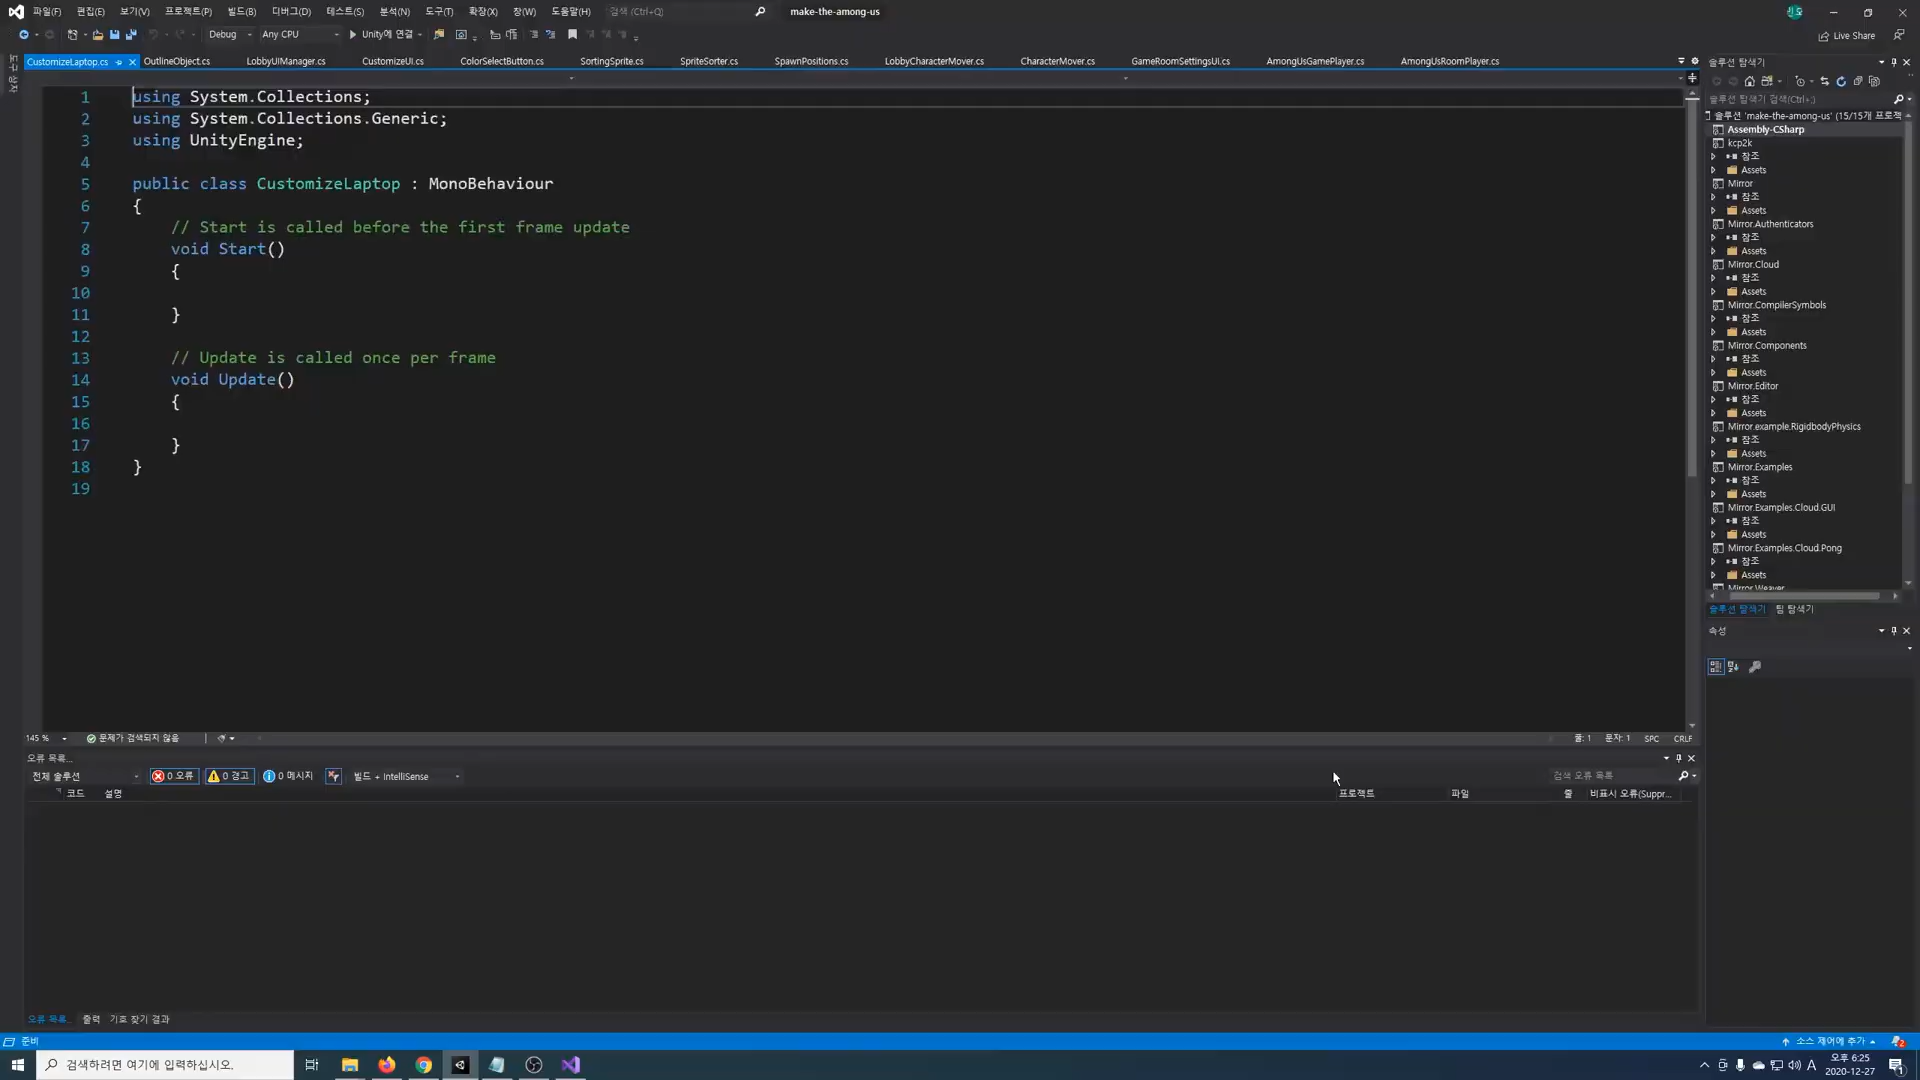 파일(F) 편집(E) 보기(V) 프로젝트(P) 빌드(B) 디버그(D) 테스트(S) 분석(N) 도구(T) 확장(X) 창(W) 도움말(H) 검색 (Ctrl+Q) make-the-among-us
Debug Any CPU Unity에 연결 Live Share
CustomizeLaptop.cs OutlineObject.cs LobbyUIManager.cs CustomizeUI.cs ColorSelectButton.cs SortingSprite.cs SpriteSorter.cs SpawnPositions.cs LobbyCharacterMover.cs CharacterMover.cs GameRoomSettingsUI.cs AmongUsGamePlayer.cs AmongUsRoomPlayer.cs
도구 상자
1 using System.Collections;
2 using System.Collections.Generic;
3 using UnityEngine;
4
5 public class CustomizeLaptop : MonoBehaviour
6 {
7 // Start is called before the first frame update
8 void Start()
9 {
10
11 }
12
13 // Update is called once per frame
14 void Update()
15 {
16
17 }
18 }
19
145 % 문제가 검색되지 않음 줄: 1 문자: 1 SPC CRLF
오류 목록...
전체 솔루션 0 오류 0 경고 0 메시지 빌드 + IntelliSense 검색 오류 목록
코드 설명 프로젝트 파일 줄 비표시 오류(Suppr...
오류 목록... 출력 기호 찾기 결과
솔루션 탐색기
솔루션 탐색기 검색(Ctrl+;)
솔루션 'make-the-among-us' (15/15개 프로젝
Assembly-CSharp
kcp2k
참조
Assets
Mirror
참조
Assets
Mirror.Authenticators
참조
Assets
Mirror.Cloud
참조
Assets
Mirror.CompilerSymbols
참조
Assets
Mirror.Components
참조
Assets
Mirror.Editor
참조
Assets
Mirror.example.RigidbodyPhysics
참조
Assets
Mirror.Examples
참조
Assets
Mirror.Examples.Cloud.GUI
참조
Assets
Mirror.Examples.Cloud.Pong
참조
Assets
Mirror.Weaver
솔루션 탐색기 팀 탐색기
속성
준비 소스 제어에 추가 2
검색하려면 여기에 입력하십시오. A 오후 6:25
2020-12-27
1